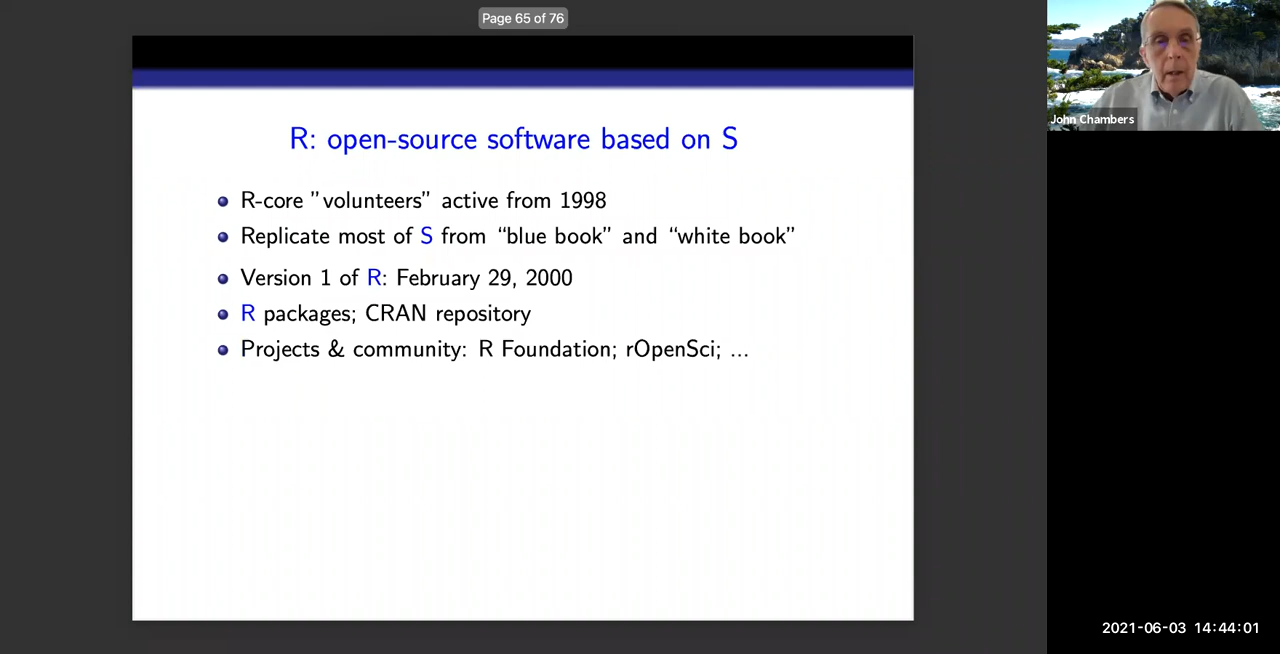 Page 65 of 76
R: open-source software based on S
R-core ”volunteers” active from 1998
Replicate most of S from “blue book” and “white book”
Version 1 of R: February 29, 2000
R packages; CRAN repository
Projects & community: R Foundation; rOpenSci; ...
John Chambers
2021-06-03 14:44:01